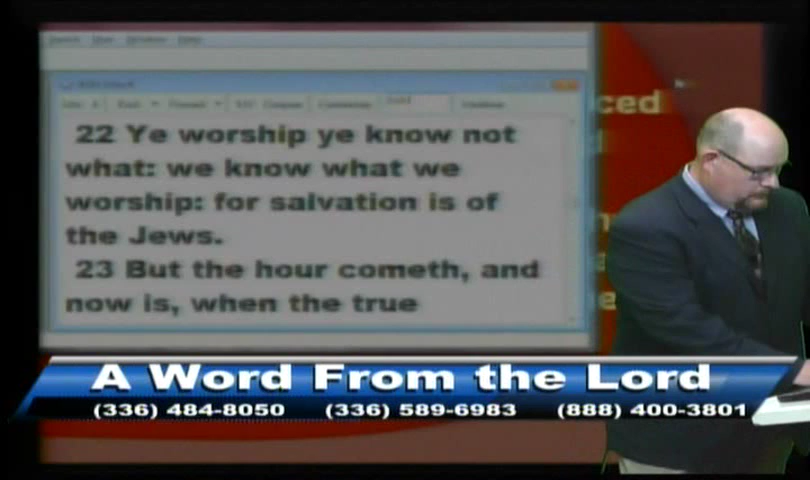 22 Ye worship ye know not
what: we know what we
worship: for salvation is of
the Jews.
23 But the hour cometh, and
now is, when the true
ced
A Word From the Lord
(336) 484-8050 (336) 589-6983 (888) 400-3801